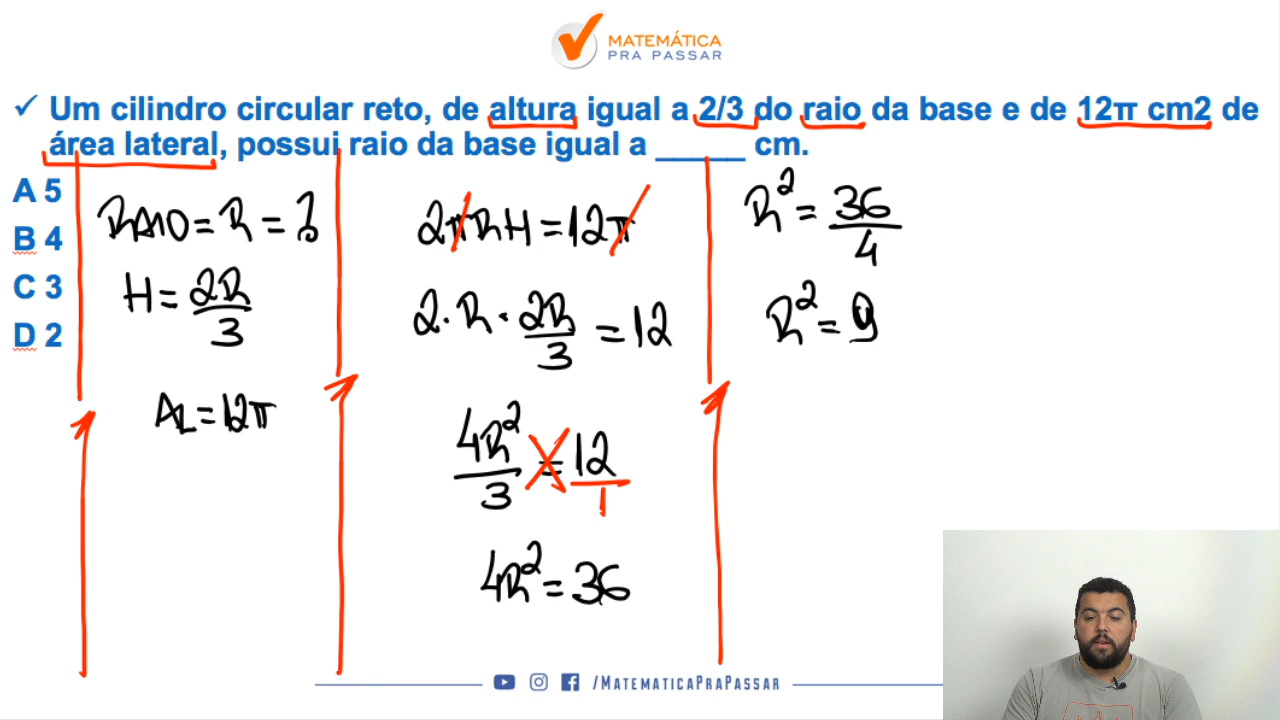 MATEMÁTICA
PRA PASSAR
✓ Um cilindro circular reto, de altura igual a 2/3 do raio da base e de 12π cm2 de
área lateral, possui raio da base igual a _____ cm.
A 5
B 4
C 3
D 2
RAIO = R = ?
H = 2R/3
AL = 12π
2πRH = 12π
2 · R · 2R/3 = 12
4R²/3 = 12/1
4R² = 36
R² = 36/4
R² = 9
/MatematicaPraPassar